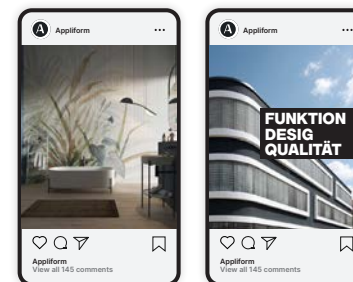 A Appliform
Appliform
View all 145 comments
A Appliform
FUNKTION
DESIG
QUALITÄT
Appliform
View all 145 comments